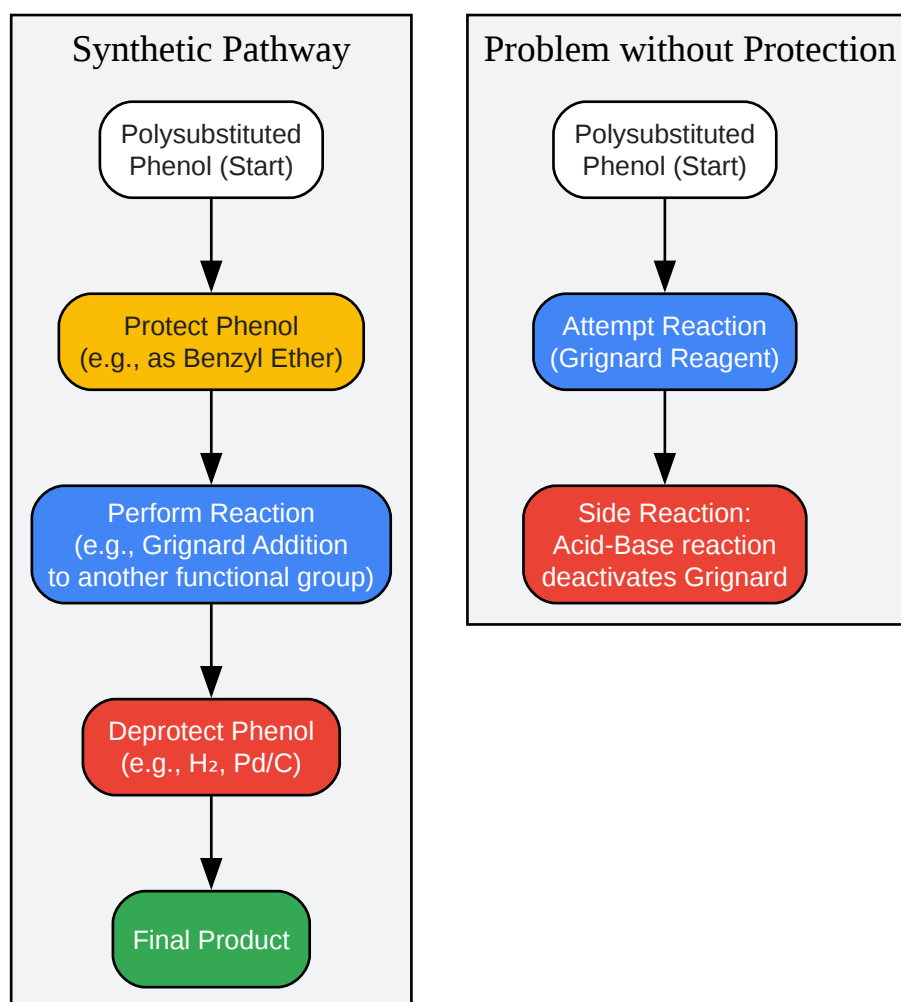 Synthetic Pathway
Polysubstituted
Phenol (Start)
Protect Phenol
(e.g., as Benzyl Ether)
Perform Reaction
(e.g., Grignard Addition
to another functional group)
Deprotect Phenol
(e.g., H₂, Pd/C)
Final Product
Problem without Protection
Polysubstituted
Phenol (Start)
Attempt Reaction
(Grignard Reagent)
Side Reaction:
Acid-Base reaction
deactivates Grignard